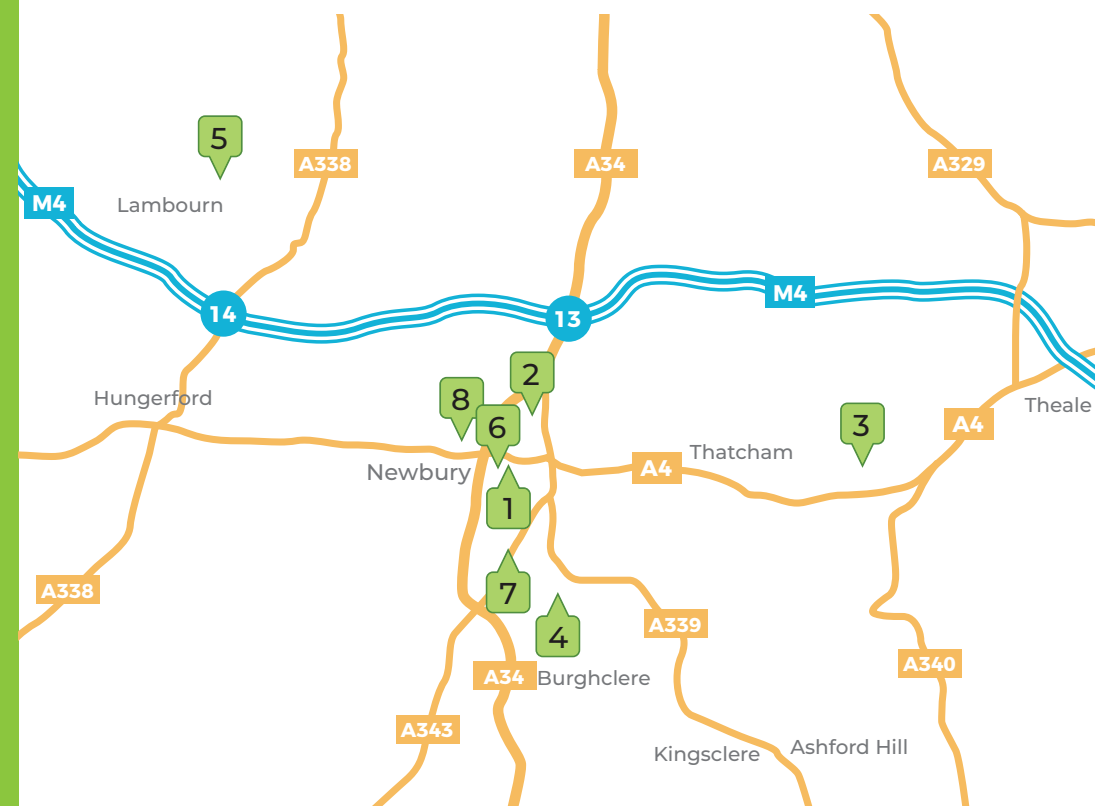 5
A338
A34
A329
M4
Lambourn
M4
14
13
2
Hungerford
8
6
3
Theale
A4
Newbury
A4
Thatcham
1
A338
7
4
A339
A34
Burghclere
A340
A343
Kingsclere
Ashford Hill